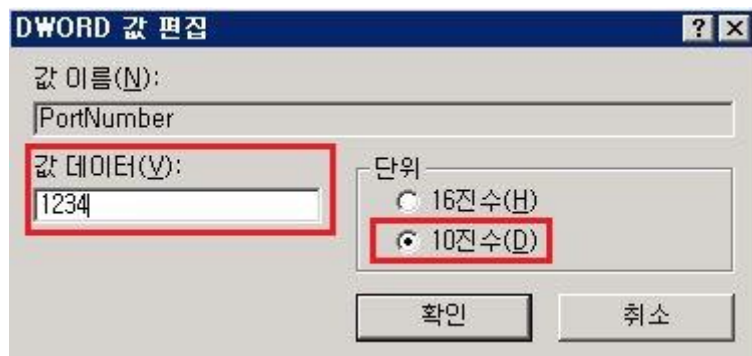 DWORD 값 편집
값 이름(N):
PortNumber
값 데이터(V):
1234
단위
16진수(H)
10진수(D)
확인
취소